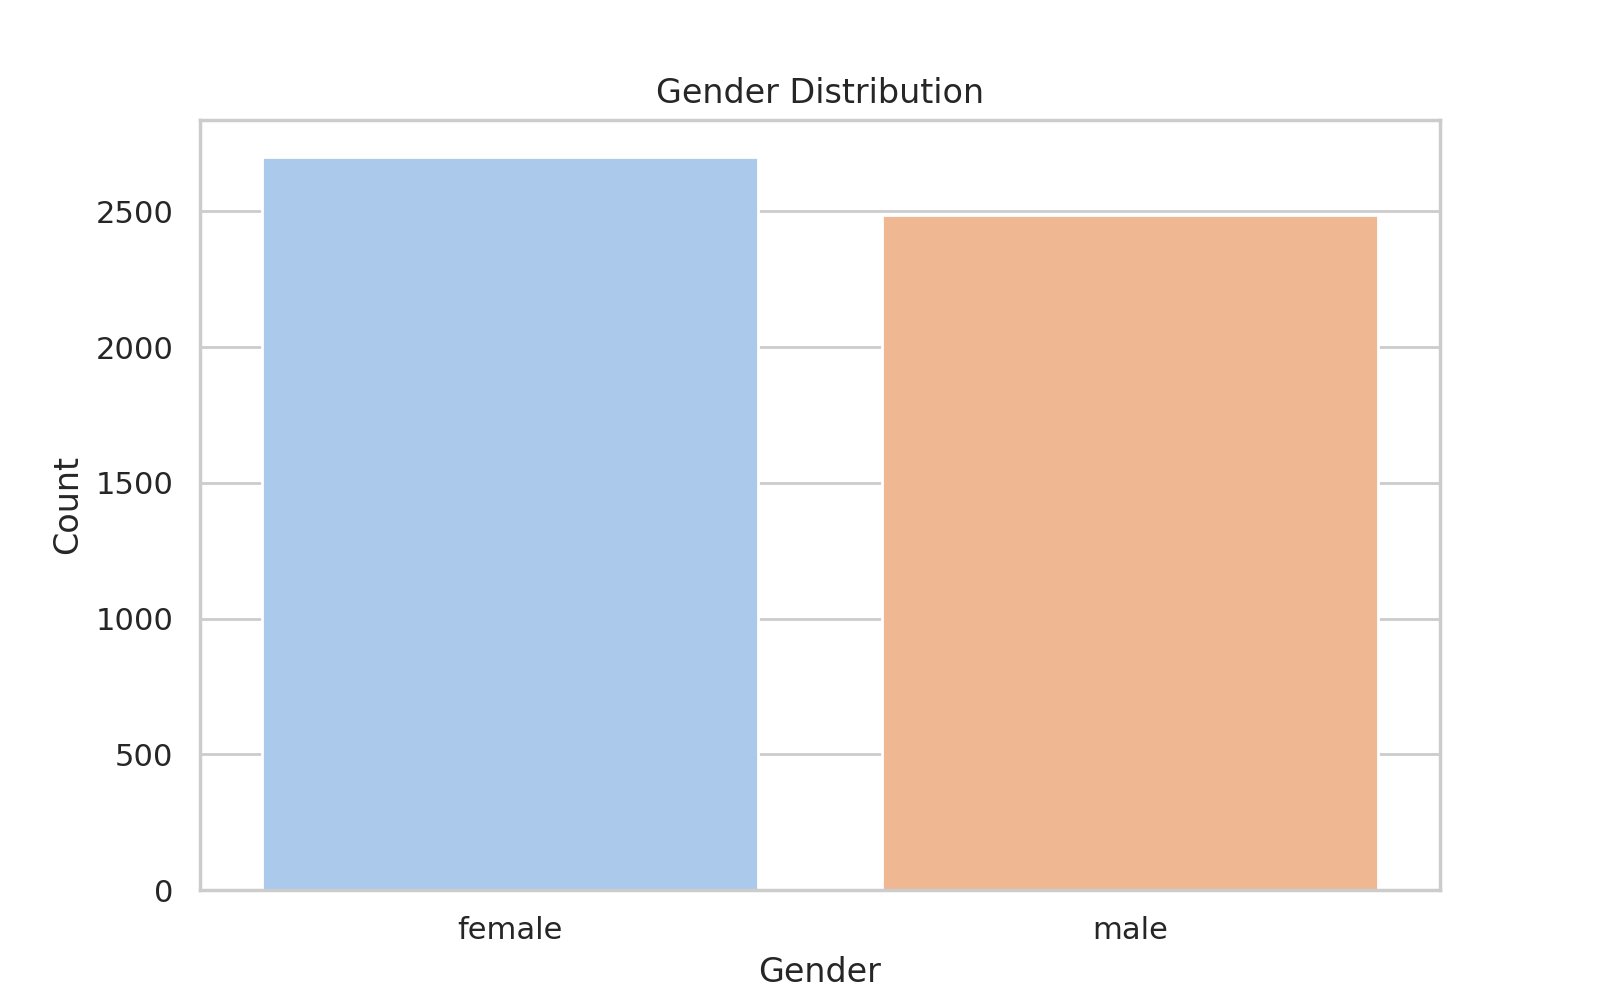 Gender Distribution
2500
2000
1500
1000
500
0
Count
female
male
Gender